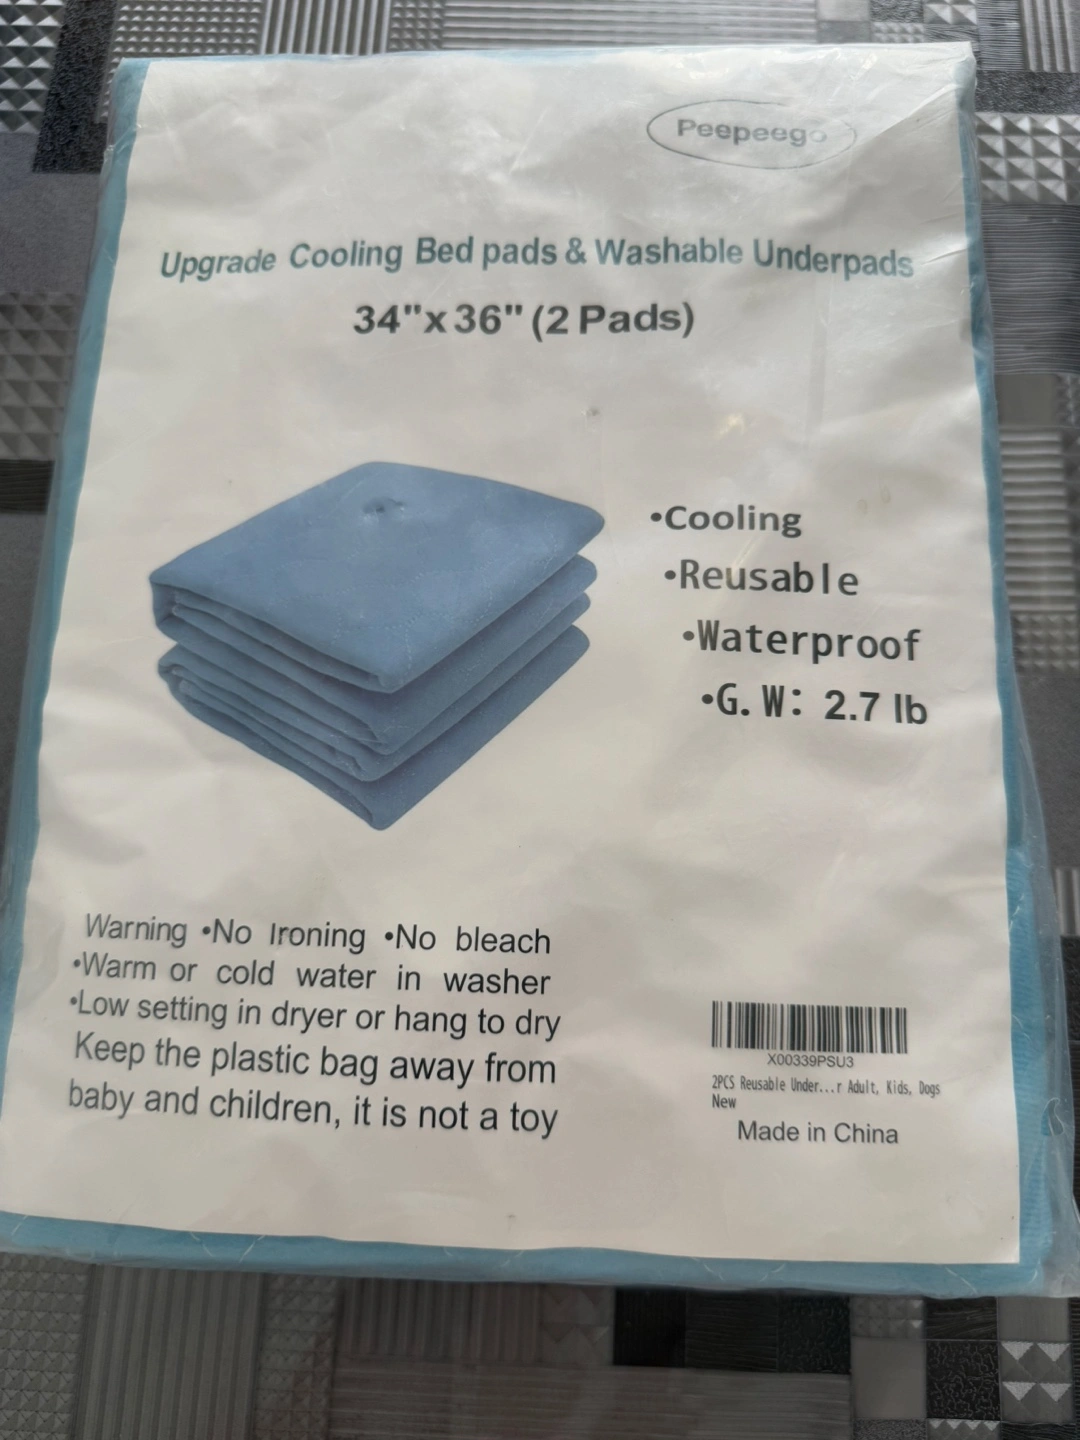 Peepeego
Upgrade Cooling Bed pads & Washable Underpads
34"x 36" (2 Pads)
•Cooling
•Reusable
•Waterproof
•G. W: 2.7 lb
Warning •No Ironing •No bleach
•Warm or cold water in washer
•Low setting in dryer or hang to dry
Keep the plastic bag away from
baby and children, it is not a toy
X00339PSU3
2PCS Reusable Under...r Adult, Kids, Dogs
New
Made in China